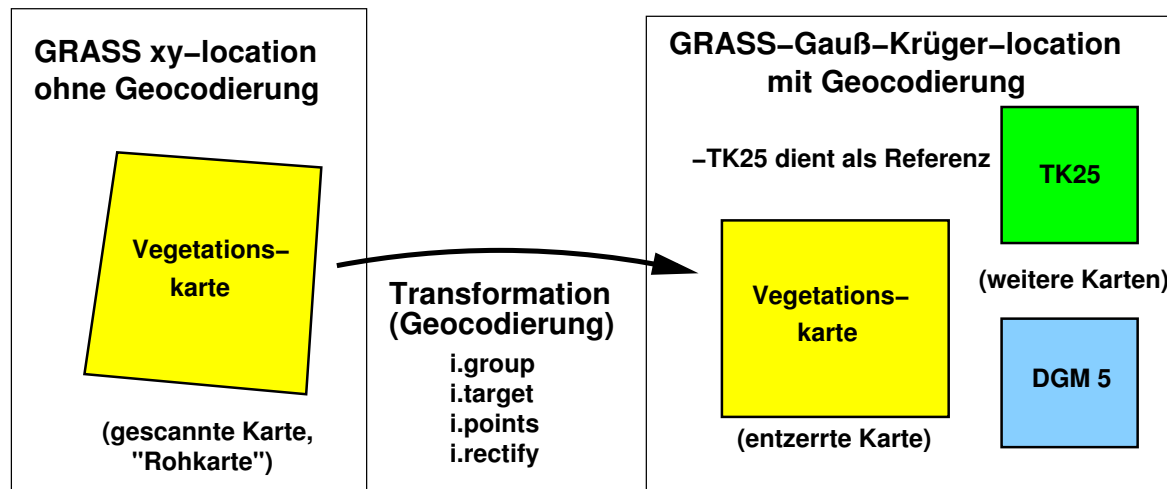 GRASS xy–location
ohne Geocodierung
Vegetations–
karte
(gescannte Karte,
"Rohkarte")
Transformation
(Geocodierung)
i.group
i.target
i.points
i.rectify
GRASS–Gauß–Krüger–location
mit Geocodierung
–TK25 dient als Referenz
TK25
(weitere Karten)
Vegetations–
karte
(entzerrte Karte)
DGM 5